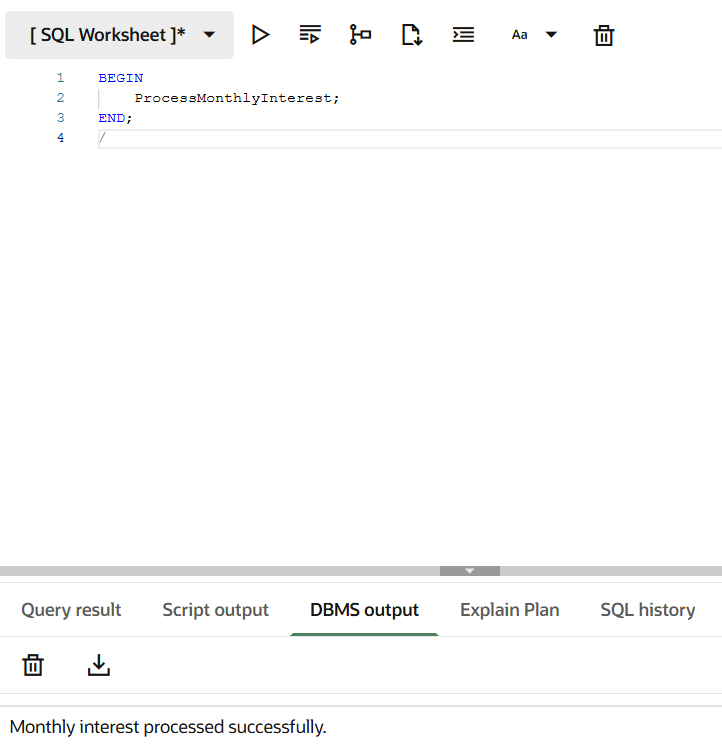 [ SQL Worksheet ]*
Aa
1 BEGIN
2 ProcessMonthlyInterest;
3 END;
4 /
Query result Script output DBMS output Explain Plan SQL history
Monthly interest processed successfully.